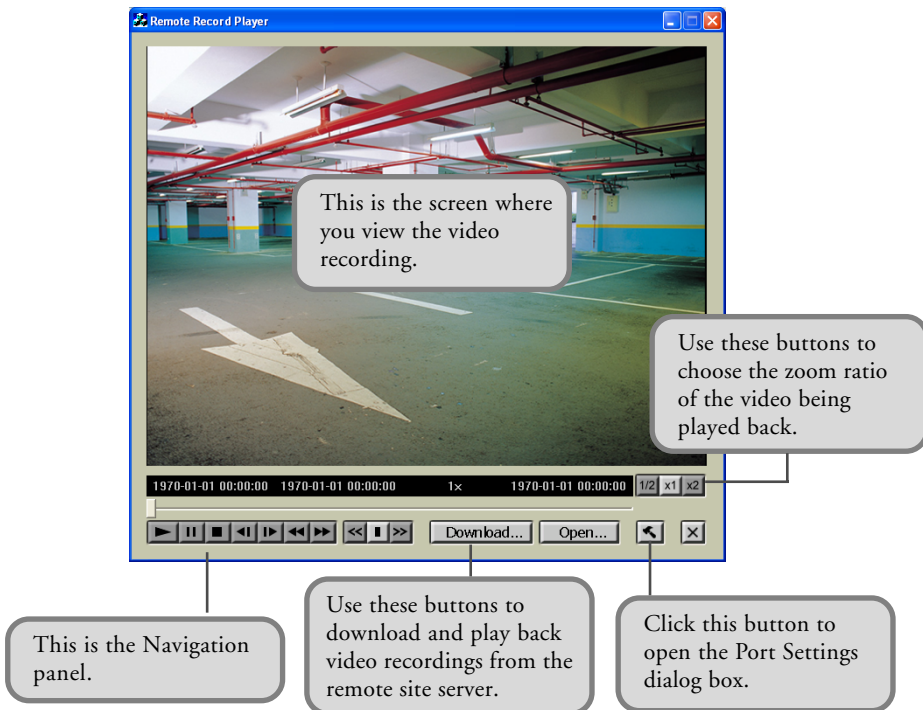 Remote Record Player
This is the screen where
you view the video
recording.
Use these buttons to
choose the zoom ratio
of the video being
played back.
1970-01-01 00:00:00 1970-01-01 00:00:00 1x 1970-01-01 00:00:00
1/2 x1 x2
<< >> Download... Open...
This is the Navigation
panel.
Use these buttons to
download and play back
video recordings from the
remote site server.
Click this button to
open the Port Settings
dialog box.